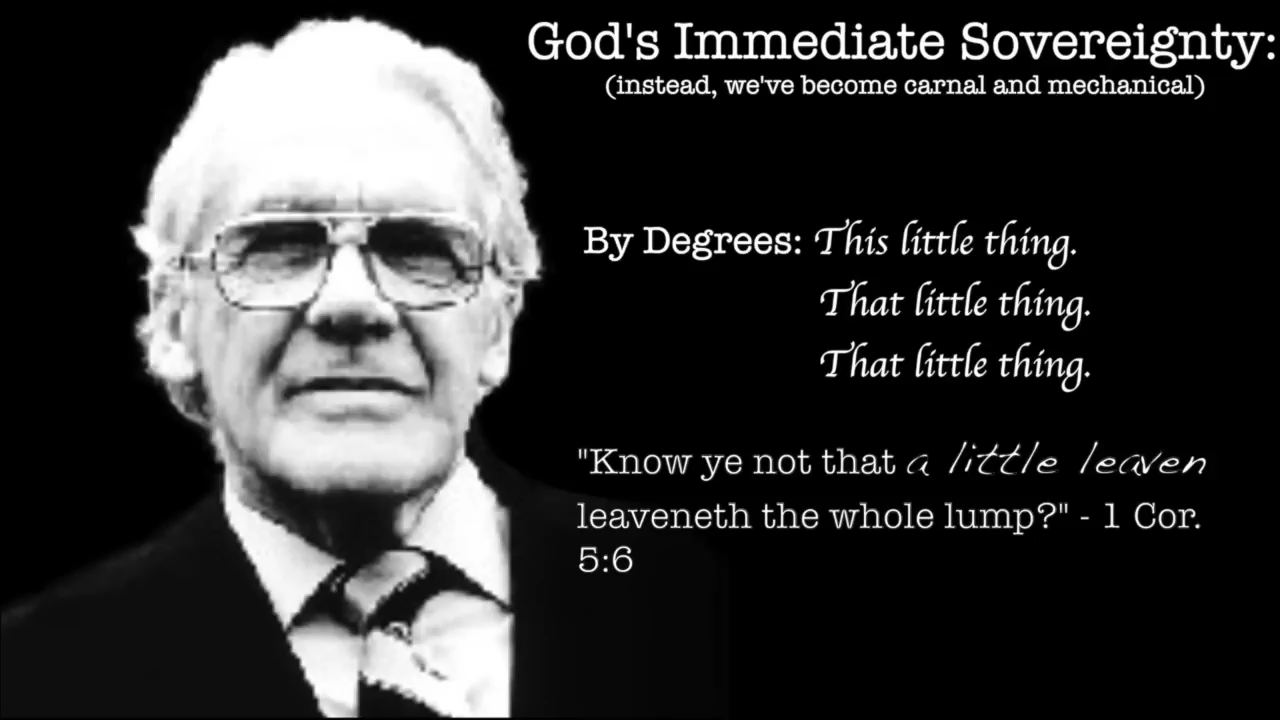 God's Immediate Sovereignty:
(instead, we've become carnal and mechanical)
By Degrees: This little thing.
That little thing.
That little thing.
"Know ye not that a little leaven
leaveneth the whole lump?" - 1 Cor.
5:6